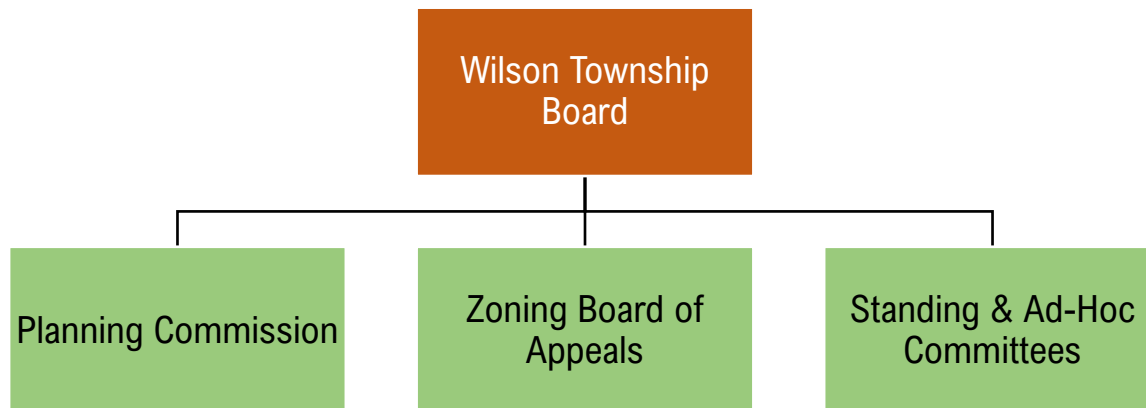 Wilson Township
Board
Planning Commission
Zoning Board of
Appeals
Standing & Ad-Hoc
Committees